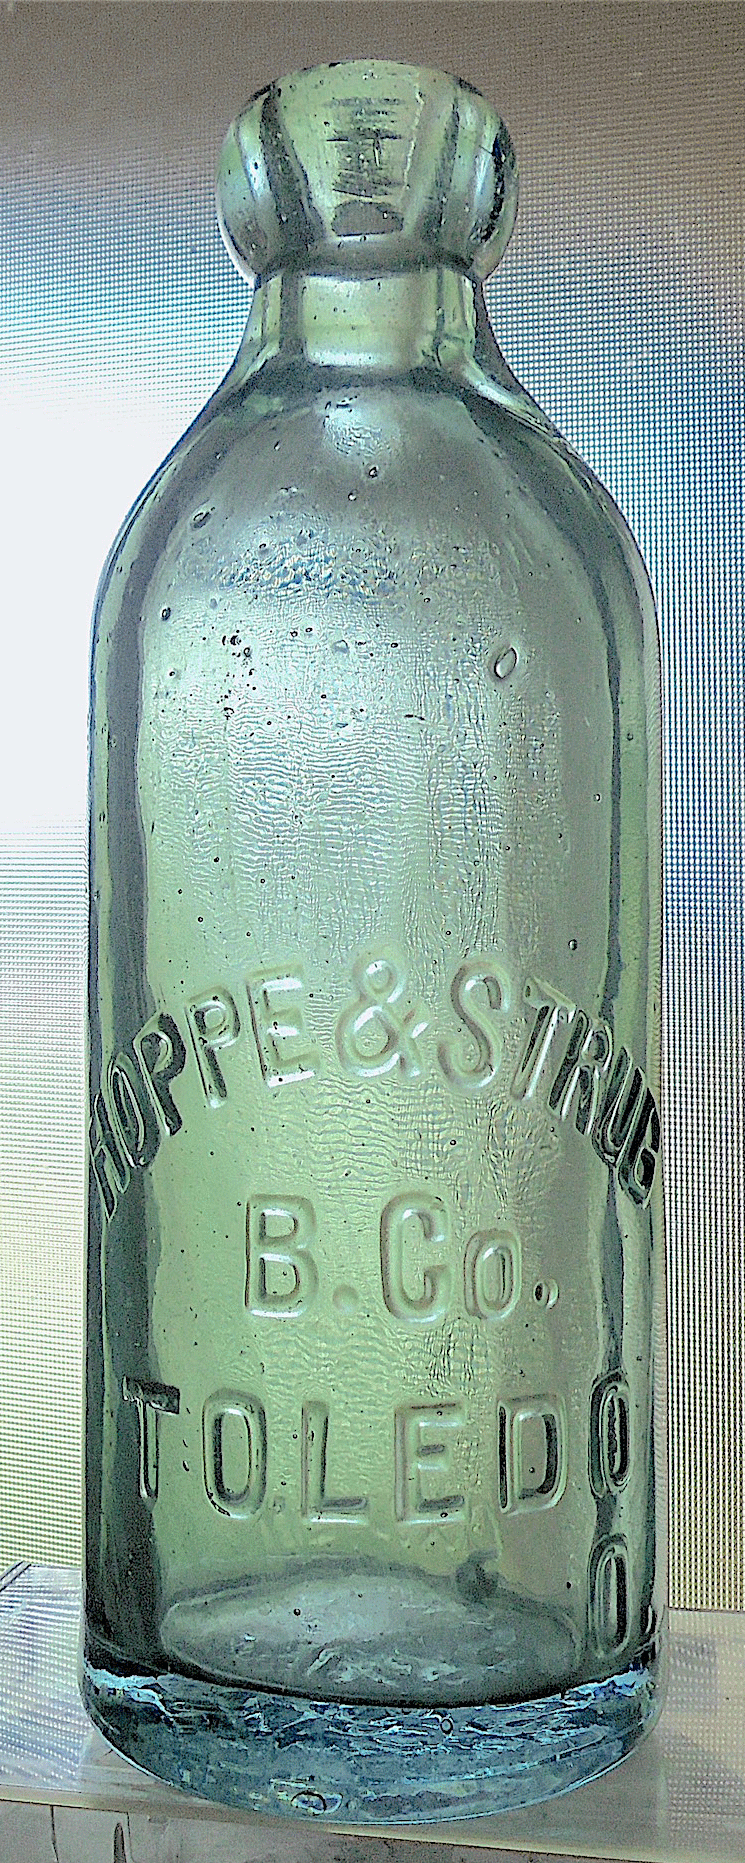 HOPPE & STRUB
B. Co.
TOLEDO
O